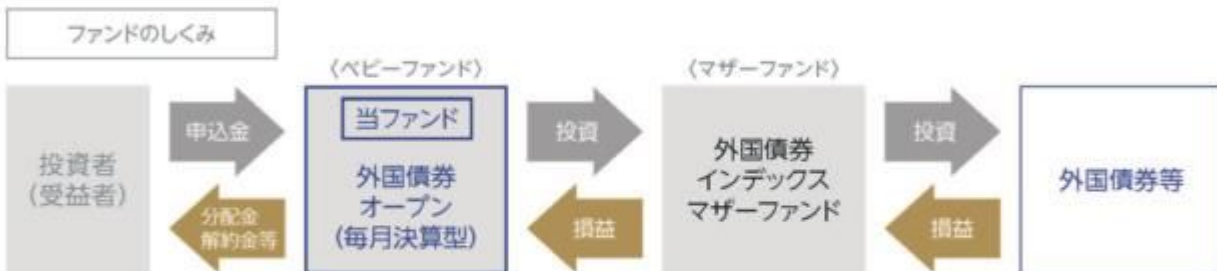 ファンドのしくみ
〈ベビーファンド〉
〈マザーファンド〉
投資者
(受益者)
申込金
分配金
解約金等
当ファンド
外国債券
オープン
(毎月決算型)
投資
損益
外国債券
インデックス
マザーファンド
投資
損益
外国債券等